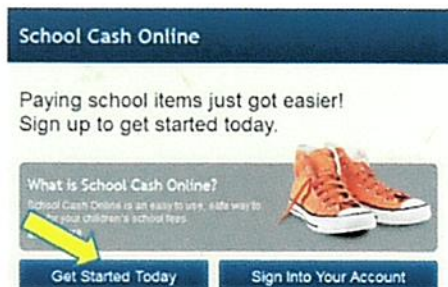 School Cash Online
Paying school items just got easier!
Sign up to get started today.
What is School Cash Online?
School Cash Online is an easy to use, safe way to
for your children's school fees.
Get Started Today
Sign Into Your Account